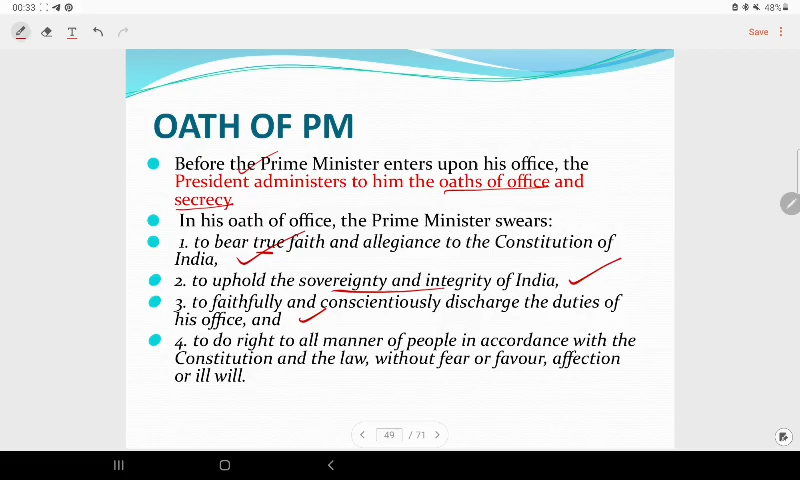 00:33
48%
T
Save
OATH OF PM
Before the Prime Minister enters upon his office, the
President administers to him the oaths of office and
secrecy.
In his oath of office, the Prime Minister swears:
1. to bear true faith and allegiance to the Constitution of
India,
2. to uphold the sovereignty and integrity of India,
3. to faithfully and conscientiously discharge the duties of
his office, and
4. to do right to all manner of people in accordance with the
Constitution and the law, without fear or favour, affection
or ill will.
49 / 71